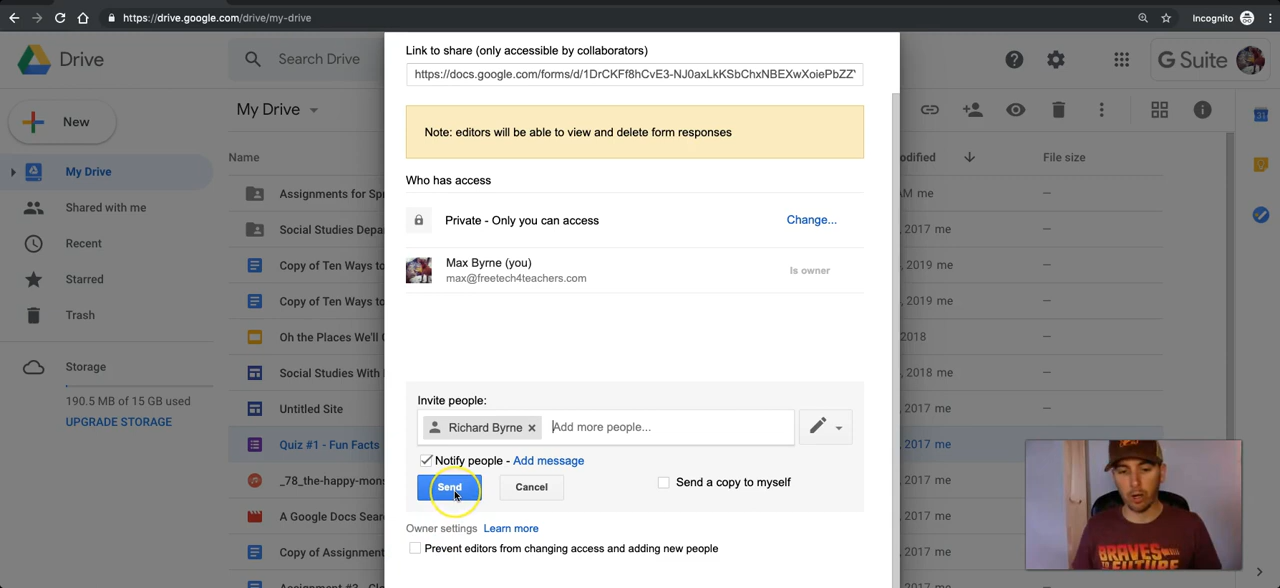 https://drive.google.com/drive/my-drive
Incognito
Drive
Search Drive
G Suite
New
My Drive
Shared with me
Recent
Starred
Trash
Storage
190.5 MB of 15 GB used
UPGRADE STORAGE
My Drive
Name
odified
File size
Assignments for Spr
AM me
—
Social Studies Depa
, 2017 me
—
Copy of Ten Ways to
, 2019 me
—
Copy of Ten Ways to
, 2019 me
—
Oh the Places We'll G
2018
—
Social Studies With
, 2018 me
—
Untitled Site
, 2017 me
—
Quiz #1 - Fun Facts
, 2017 me
—
_78_the-happy-mons
, 2017 me
A Google Docs Sear
, 2017 me
Copy of Assignment
, 2017 me
Assignment #3 - Cl
2017 me
Link to share (only accessible by collaborators)
https://docs.google.com/forms/d/1DrCKFf8hCvE3-NJ0axLkKSbChxNBEXwXoiePbZZY
Note: editors will be able to view and delete form responses
Who has access
Private - Only you can access
Change...
Max Byrne (you)
Is owner
max@freetech4teachers.com
Invite people:
Richard Byrne
Add more people...
Notify people - Add message
Send
Cancel
Send a copy to myself
Owner settings Learn more
Prevent editors from changing access and adding new people
31
BRAVES
TO
FUTURE